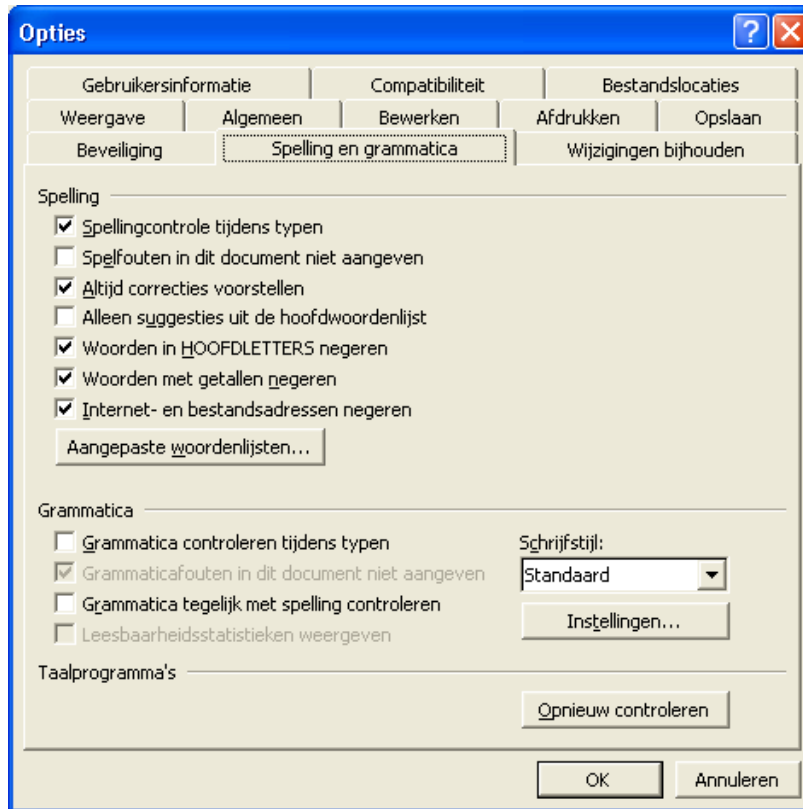 Opties
Gebruikersinformatie Compatibiliteit Bestandslocaties
Weergave Algemeen Bewerken Afdrukken Opslaan
Beveiliging Spelling en grammatica Wijzigingen bijhouden
Spelling
Spellingcontrole tijdens typen
Spelfouten in dit document niet aangeven
Altijd correcties voorstellen
Alleen suggesties uit de hoofdwoordenlijst
Woorden in HOOFDLETTERS negeren
Woorden met getallen negeren
Internet- en bestandsadressen negeren
Aangepaste woordenlijsten...
Grammatica
Grammatica controleren tijdens typen
Schrijfstijl:
Grammaticafouten in dit document niet aangeven
Standaard
Grammatica tegelijk met spelling controleren
Instellingen...
Leesbaarheidsstatistieken weergeven
Taalprogramma's
Opnieuw controleren
OK Annuleren